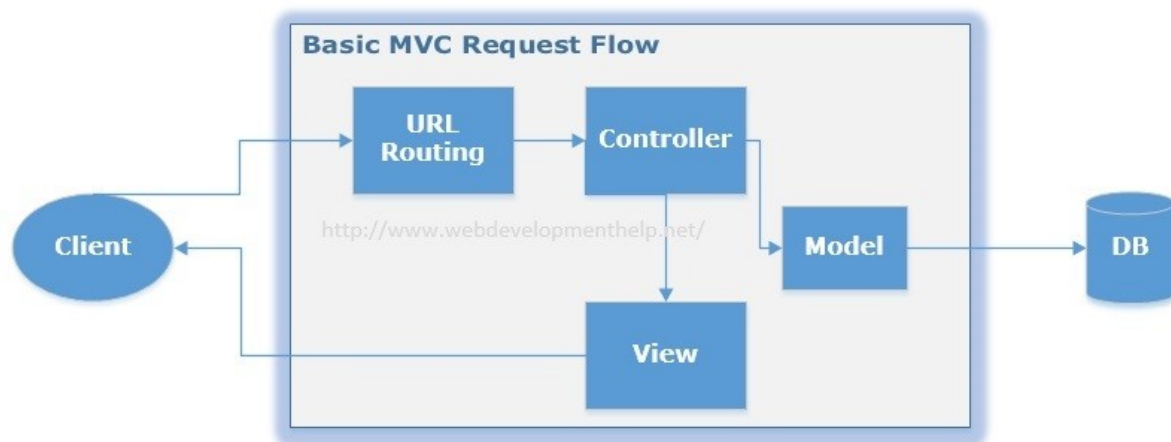 Basic MVC Request Flow
URL
Routing
Controller
http://www.webdevelopmenthelp.net/
Client
Model
DB
View